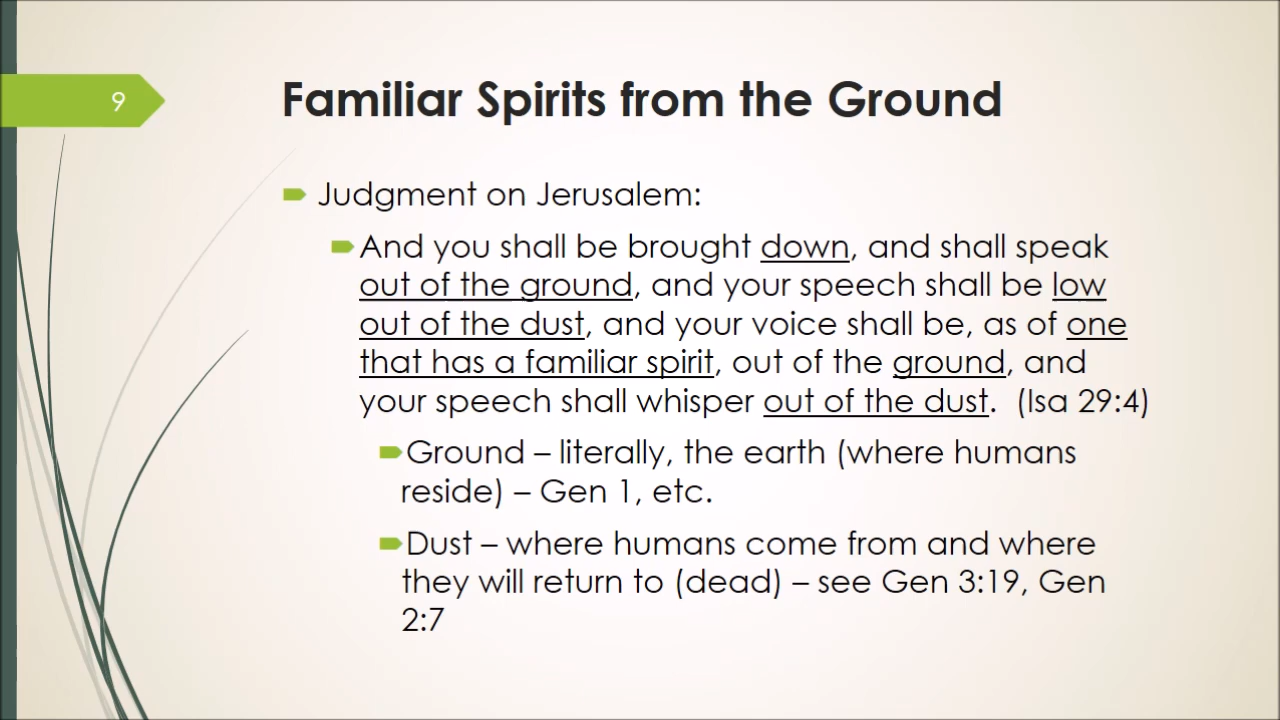 9
Familiar Spirits from the Ground
Judgment on Jerusalem:
And you shall be brought down, and shall speak
out of the ground, and your speech shall be low
out of the dust, and your voice shall be, as of one
that has a familiar spirit, out of the ground, and
your speech shall whisper out of the dust.  (Isa 29:4)
Ground – literally, the earth (where humans
reside) – Gen 1, etc.
Dust – where humans come from and where
they will return to (dead) – see Gen 3:19, Gen
2:7